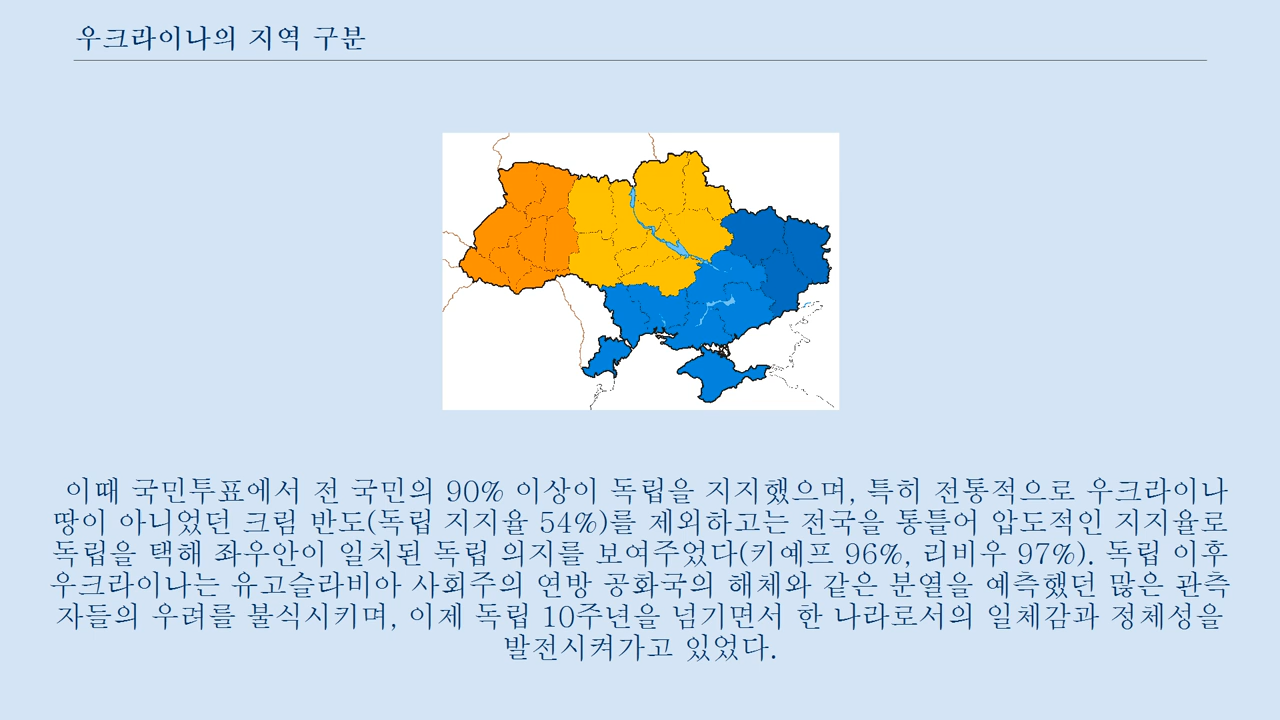 우크라이나의 지역 구분
이때 국민투표에서 전 국민의 90% 이상이 독립을 지지했으며, 특히 전통적으로 우크라이나
땅이 아니었던 크림 반도(독립 지지율 54%)를 제외하고는 전국을 통틀어 압도적인 지지율로
독립을 택해 좌우안이 일치된 독립 의지를 보여주었다(키예프 96%, 리비우 97%). 독립 이후
우크라이나는 유고슬라비아 사회주의 연방 공화국의 해체와 같은 분열을 예측했던 많은 관측
자들의 우려를 불식시키며, 이제 독립 10주년을 넘기면서 한 나라로서의 일체감과 정체성을
발전시켜가고 있었다.